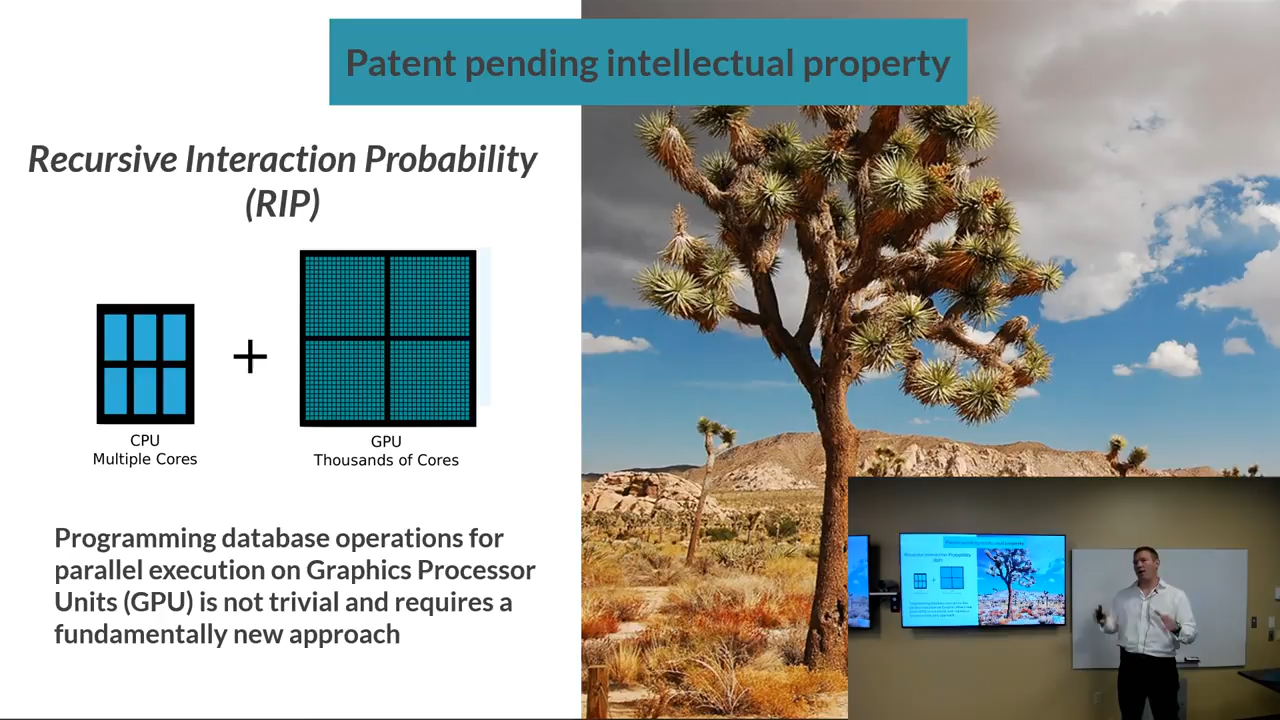 Patent pending intellectual property
Recursive Interaction Probability
(RIP)
+
CPU
Multiple Cores
GPU
Thousands of Cores
Programming database operations for
parallel execution on Graphics Processor
Units (GPU) is not trivial and requires a
fundamentally new approach